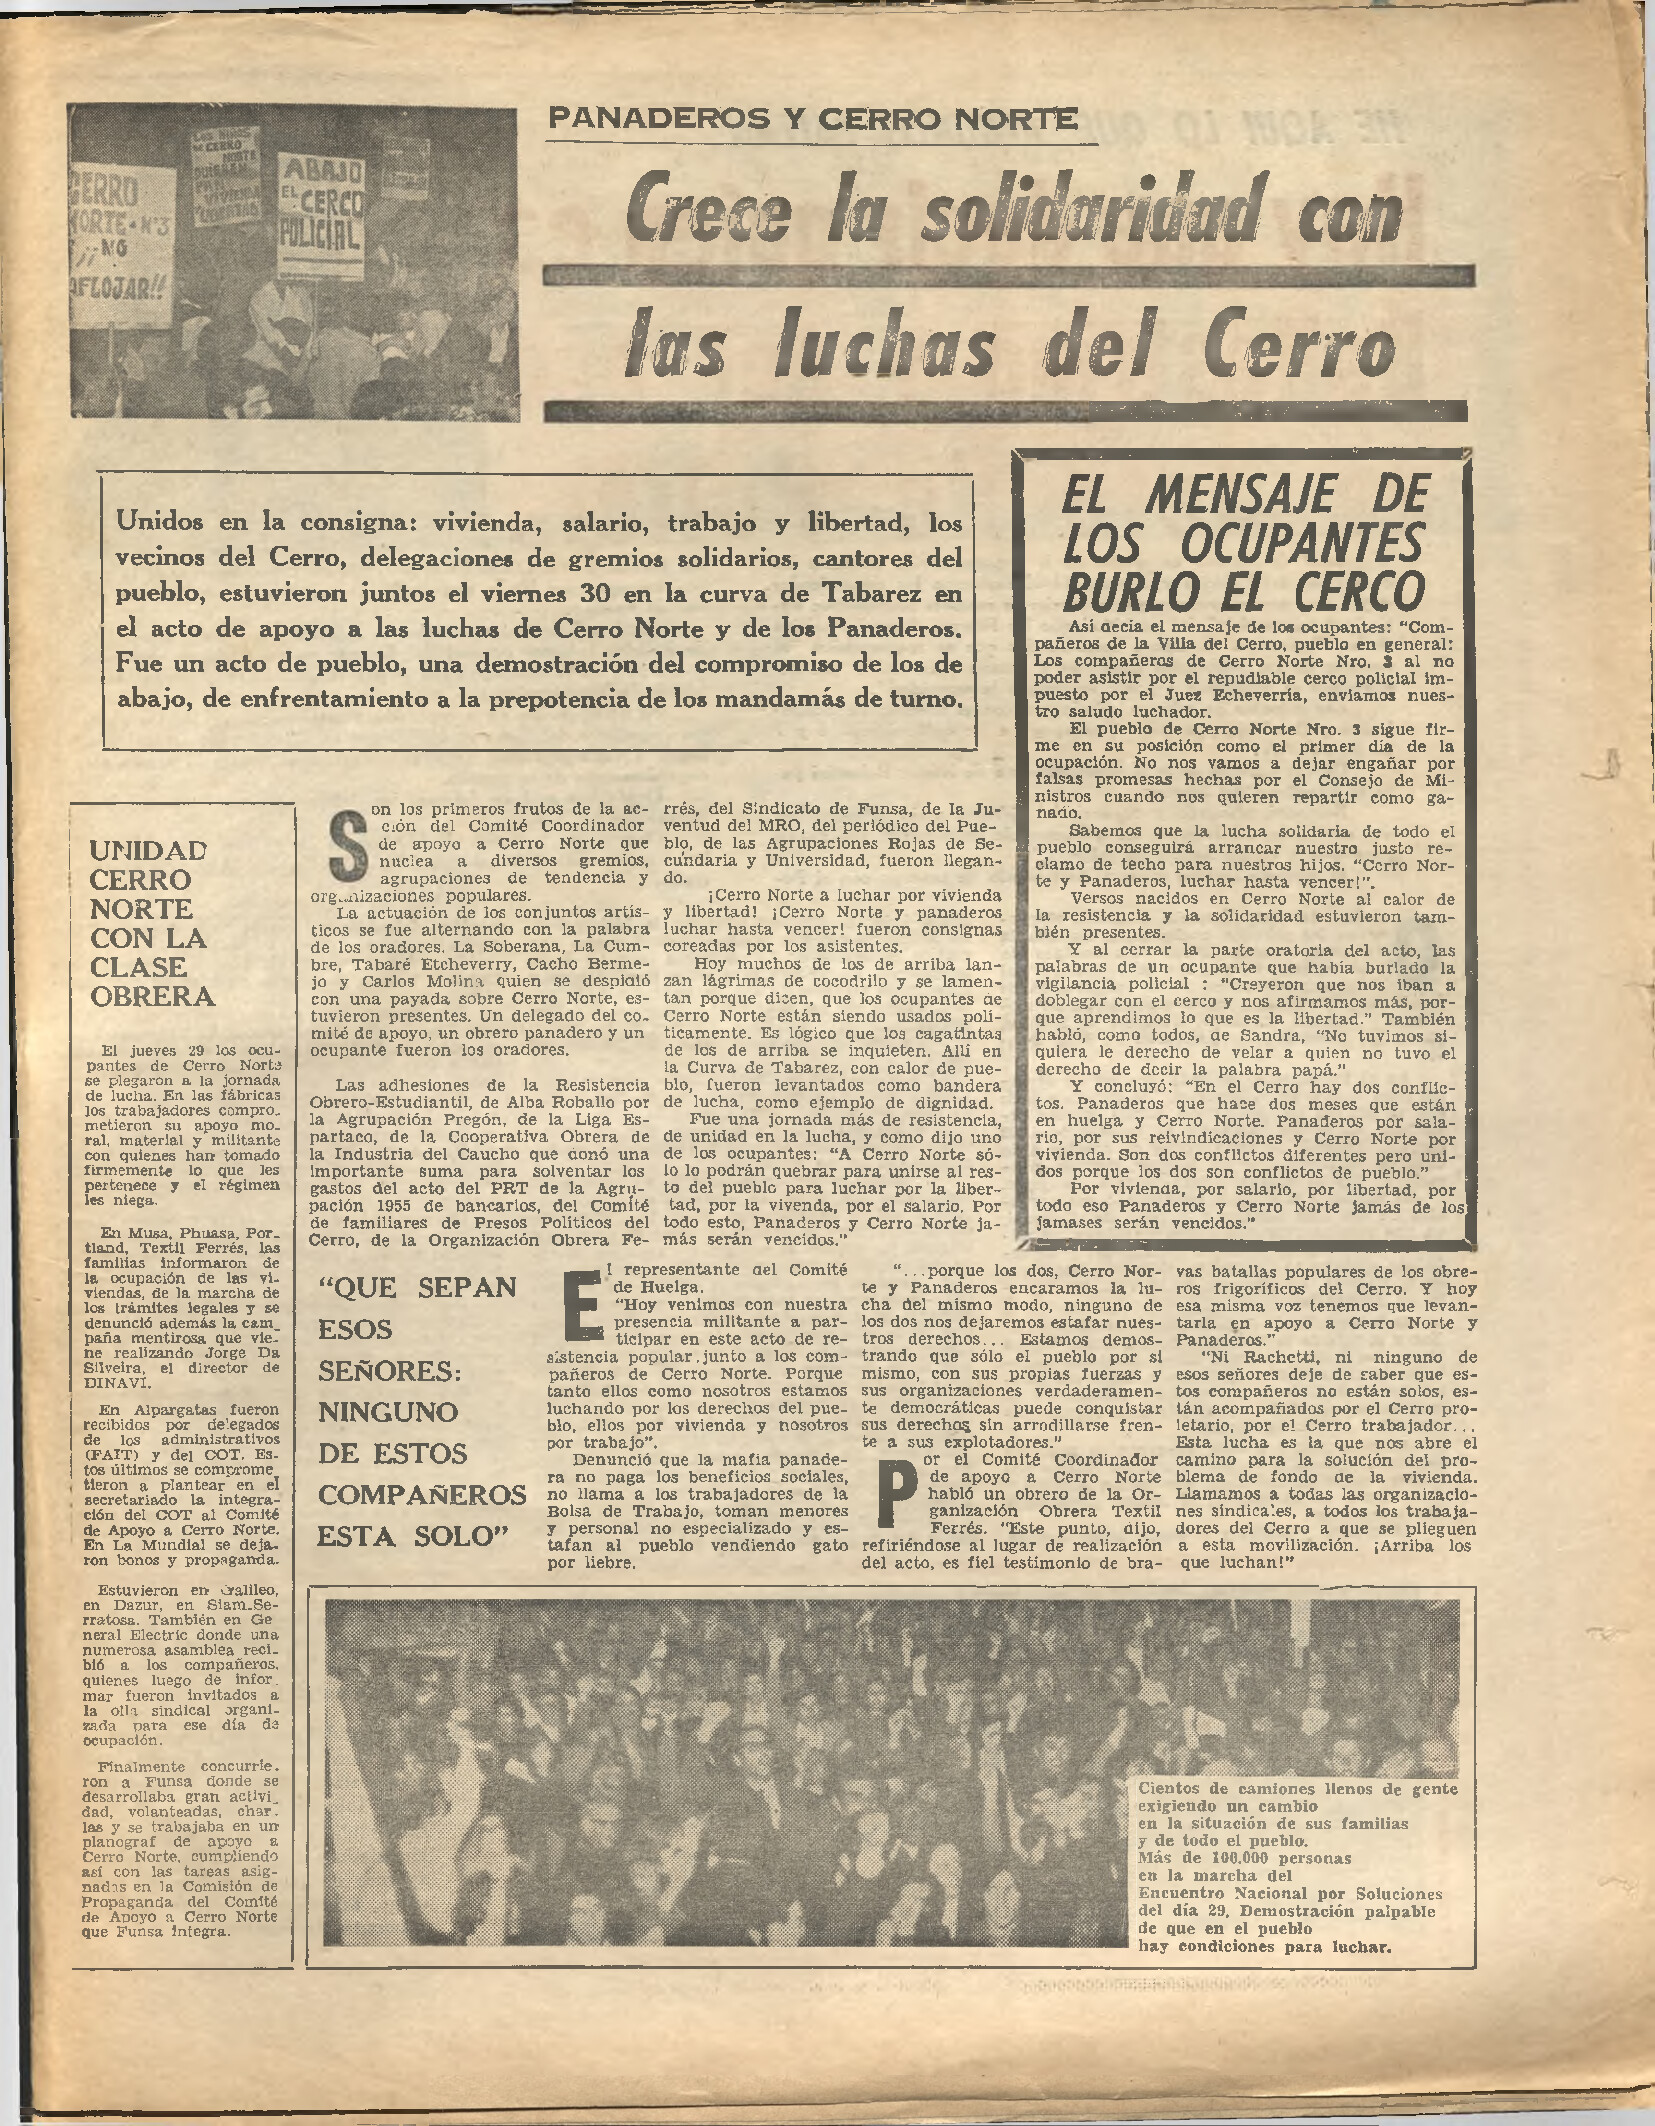 PANADEROS Y CERRO NORTE
Crece la solidaridad con
las luchas del Cerro
CERRO
NORTE • Nº3
¡¡NO
AFLOJAR!!
ABAJO
EL CERCO
POLICIAL
Unidos en la consigna: vivienda, salario, trabajo y libertad, los
vecinos del Cerro, delegaciones de gremios solidarios, cantores del
pueblo, estuvieron juntos el viernes 30 en la curva de Tabarez en
el acto de apoyo a las luchas de Cerro Norte y de los Panaderos.
Fue un acto de pueblo, una demostración del compromiso de los de
abajo, de enfrentamiento a la prepotencia de los mandamás de turno.
EL MENSAJE DE
LOS OCUPANTES
BURLO EL CERCO
Así decia el mensaje de los ocupantes: "Com-
pañeros de la Villa del Cerro, pueblo en general:
Los compañeros de Cerro Norte Nro. 3 al no
poder asistir por el repudiable cerco policial im-
puesto por el Juez Echeverría, enviamos nues-
tro saludo luchador.
El pueblo de Cerro Norte Nro. 3 sigue fir-
me en su posición como el primer día de la
ocupación. No nos vamos a dejar engañar por
falsas promesas hechas por el Consejo de Mi-
nistros cuando nos quieren repartir como ga-
nado.
Sabemos que la lucha solidaria de todo el
pueblo conseguirá arrancar nuestro justo re-
clamo de techo para nuestros hijos. "Cerro Nor-
te y Panaderos, luchar hasta vencer!".
Versos nacidos en Cerro Norte al calor de
la resistencia y la solidaridad estuvieron tam-
bién presentes.
Y al cerrar la parte oratoria del acto, las
palabras de un ocupante que había burlado la
vigilancia policial : "Creyeron que nos iban a
doblegar con el cerco y nos afirmamos más, por-
que aprendimos lo que es la libertad." También
habló, como todos, de Sandra, "No tuvimos si-
quiera le derecho de velar a quien no tuvo el
derecho de decir la palabra papá."
Y concluyó: "En el Cerro hay dos conflic-
tos. Panaderos que hace dos meses que están
en huelga y Cerro Norte. Panaderos por sala-
rio, por sus reivindicaciones y Cerro Norte por
vivienda. Son dos conflictos diferentes pero uni-
dos porque los dos son conflictos de pueblo."
Por vivienda, por salario, por libertad, por
todo eso Panaderos y Cerro Norte jamás de los
jamases serán vencidos."
UNIDAD
CERRO
NORTE
CON LA
CLASE
OBRERA
El jueves 29 los ocu-
pantes de Cerro Norte
se plegaron a la jornada
de lucha. En las fábricas
los trabajadores compro-
metieron su apoyo mo-
ral, material y militante
con quienes han tomado
firmemente lo que les
pertenece y el régimen
les niega.
En Musa, Phuasa, Por-
tland, Textil Ferrés, las
familias informaron de
la ocupación de las vi-
viendas, de la marcha de
los trámites legales y se
denunció además la cam-
paña mentirosa que vie-
ne realizando Jorge Da
Silveira, el director de
DINAVI.
En Alpargatas fueron
recibidos por delegados
de los administrativos
(FAIT) y del COT. Es-
tos últimos se comprome
tieron a plantear en el
secretariado la integra-
ción del COT al Comité
de Apoyo a Cerro Norte.
En La Mundial se deja-
ron bonos y propaganda.
Estuvieron en Galileo,
en Dazur, en Siam-Se-
rratosa. También en Ge
neral Electric donde una
numerosa asamblea reci-
bió a los compañeros,
quienes luego de infor
mar fueron invitados a
la olla sindical organi-
zada para ese día de
ocupación.
Finalmente concurrie-
ron a Funsa donde se
desarrollaba gran activi-
dad, volanteadas, char-
las y se trabajaba en un
planograf de apoyo a
Cerro Norte, cumpliendo
así con las tareas asig-
nadas en la Comisión de
Propaganda del Comité
de Apoyo a Cerro Norte
que Funsa integra.
Son los primeros frutos de la ac-
ción del Comité Coordinador
de apoyo a Cerro Norte que
nuclea a diversos gremios,
agrupaciones de tendencia y
organizaciones populares.
La actuación de los conjuntos artís-
ticos se fue alternando con la palabra
de los oradores. La Soberana, La Cum-
bre, Tabaré Etcheverry, Cacho Berme-
jo y Carlos Molina quien se despidió
con una payada sobre Cerro Norte, es-
tuvieron presentes. Un delegado del co-
mité de apoyo, un obrero panadero y un
ocupante fueron los oradores.
Las adhesiones de la Resistencia
Obrero-Estudiantil, de Alba Roballo por
la Agrupación Pregón, de la Liga Es-
partaco, de la Cooperativa Obrera de
la Industria del Caucho que donó una
importante suma para solventar los
gastos del acto del PRT de la Agru-
pación 1955 de bancarios, del Comité
de familiares de Presos Políticos del
Cerro, de la Organización Obrera Fe-
rrés, del Sindicato de Funsa, de la Ju-
ventud del MRO, del periódico del Pue-
blo, de las Agrupaciones Rojas de Se-
cundaria y Universidad, fueron llegan-
do.
¡Cerro Norte a luchar por vivienda
y libertad! ¡Cerro Norte y panaderos
luchar hasta vencer! fueron consignas
coreadas por los asistentes.
Hoy muchos de los de arriba lan-
zan lágrimas de cocodrilo y se lamen-
tan porque dicen, que los ocupantes de
Cerro Norte están siendo usados polí-
ticamente. Es lógico que los cagatintas
de los de arriba se inquieten. Allí en
la Curva de Tabarez, con calor de pue-
blo, fueron levantados como bandera
de lucha, como ejemplo de dignidad.
Fue una jornada más de resistencia,
de unidad en la lucha, y como dijo uno
de los ocupantes: "A Cerro Norte só-
lo lo podrán quebrar para unirse al res-
to del pueblo para luchar por la liber-
tad, por la vivenda, por el salario. Por
todo esto, Panaderos y Cerro Norte ja-
más serán vencidos."
"QUE SEPAN
ESOS
SEÑORES:
NINGUNO
DE ESTOS
COMPAÑEROS
ESTA SOLO"
El representante del Comité
de Huelga.
"Hoy venimos con nuestra
presencia militante a par-
ticipar en este acto de re-
sistencia popular junto a los com-
pañeros de Cerro Norte. Porque
tanto ellos como nosotros estamos
luchando por los derechos del pue-
blo, ellos por vivienda y nosotros
por trabajo".
Denunció que la mafia panade-
ra no paga los beneficios sociales,
no llama a los trabajadores de la
Bolsa de Trabajo, toman menores
y personal no especializado y es-
tafan al pueblo vendiendo gato
por liebre.
"...porque los dos, Cerro Nor-
te y Panaderos encaramos la lu-
cha del mismo modo, ninguno de
los dos nos dejaremos estafar nues-
tros derechos... Estamos demos-
trando que sólo el pueblo por si
mismo, con sus propias fuerzas y
sus organizaciones verdaderamen-
te democráticas puede conquistar
sus derechos sin arrodillarse fren-
te a sus explotadores."
Por el Comité Coordinador
de apoyo a Cerro Norte
habló un obrero de la Or-
ganización Obrera Textil
Ferrés. "Este punto, dijo,
refiriéndose al lugar de realización
del acto, es fiel testimonio de bra-
vas batallas populares de los obre-
ros frigoríficos del Cerro. Y hoy
esa misma voz tenemos que levan-
tarla en apoyo a Cerro Norte y
Panaderos."
"Ni Rachetti, ni ninguno de
esos señores deje de saber que es-
tos compañeros no están solos, es-
tán acompañados por el Cerro pro-
letario, por el Cerro trabajador...
Esta lucha es la que nos abre el
camino para la solución del pro-
blema de fondo de la vivienda.
Llamamos a todas las organizacio-
nes sindicales, a todos los trabaja-
dores del Cerro a que se plieguen
a esta movilización. ¡Arriba los
que luchan!"
Cientos de camiones llenos de gente
exigiendo un cambio
en la situación de sus familias
y de todo el pueblo.
Más de 100.000 personas
en la marcha del
Encuentro Nacional por Soluciones
del día 29. Demostración palpable
de que en el pueblo
hay condiciones para luchar.